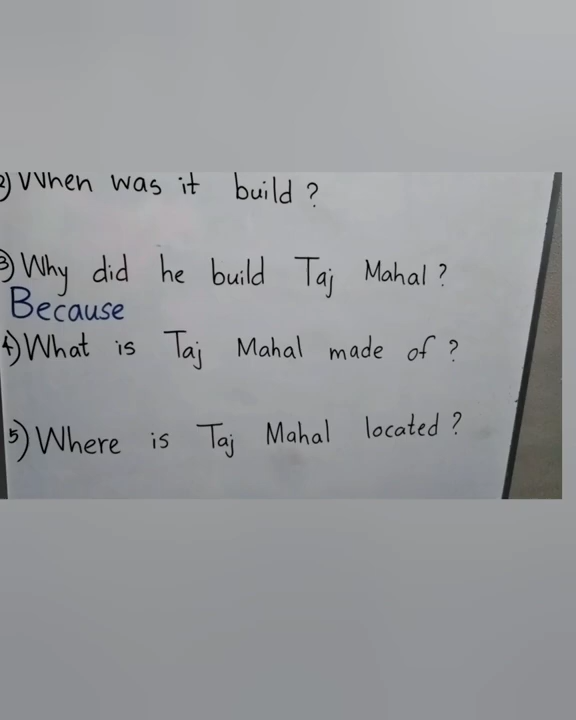 2) When was it build ?
3) Why did he build Taj Mahal ?
Because
4) What is Taj Mahal made of ?
5) Where is Taj Mahal located ?